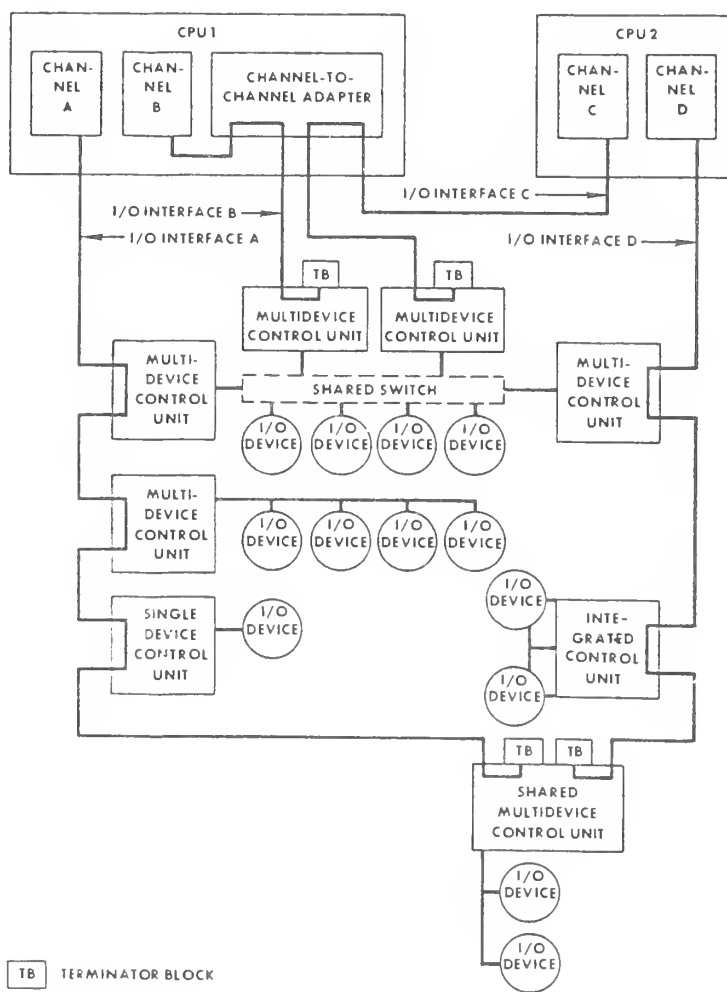 CPU 1
CPU 2
CHAN-
NEL
A
CHAN-
NEL
B
CHANNEL-TO-
CHANNEL ADAPTER
CHAN-
NEL
C
CHAN-
NEL
D
I/O INTERFACE C
I/O INTERFACE B
I/O INTERFACE A
I/O INTERFACE D
TB
TB
MULTIDEVICE
CONTROL UNIT
MULTIDEVICE
CONTROL UNIT
MULTI-
DEVICE
CONTROL
UNIT
SHARED SWITCH
MULTI-
DEVICE
CONTROL
UNIT
I/O
DEVICE
I/O
DEVICE
I/O
DEVICE
I/O
DEVICE
MULTI-
DEVICE
CONTROL
UNIT
I/O
DEVICE
I/O
DEVICE
I/O
DEVICE
I/O
DEVICE
SINGLE
DEVICE
CONTROL
UNIT
I/O
DEVICE
I/O
DEVICE
I/O
DEVICE
INTE-
GRATED
CONTROL
UNIT
TB
TB
SHARED
MULTIDEVICE
CONTROL UNIT
I/O
DEVICE
I/O
DEVICE
TB TERMINATOR BLOCK